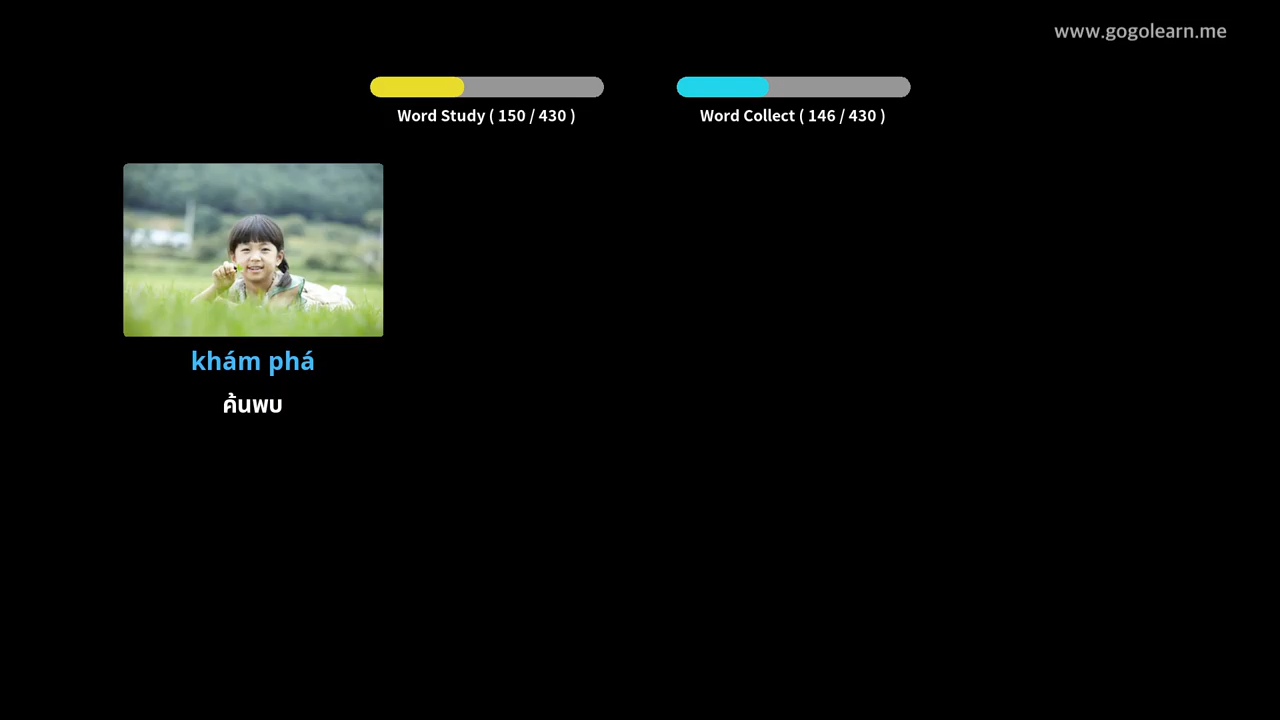 www.gogolearn.me
Word Study ( 150 / 430 )
Word Collect ( 146 / 430 )
khám phá
ค้นพบ